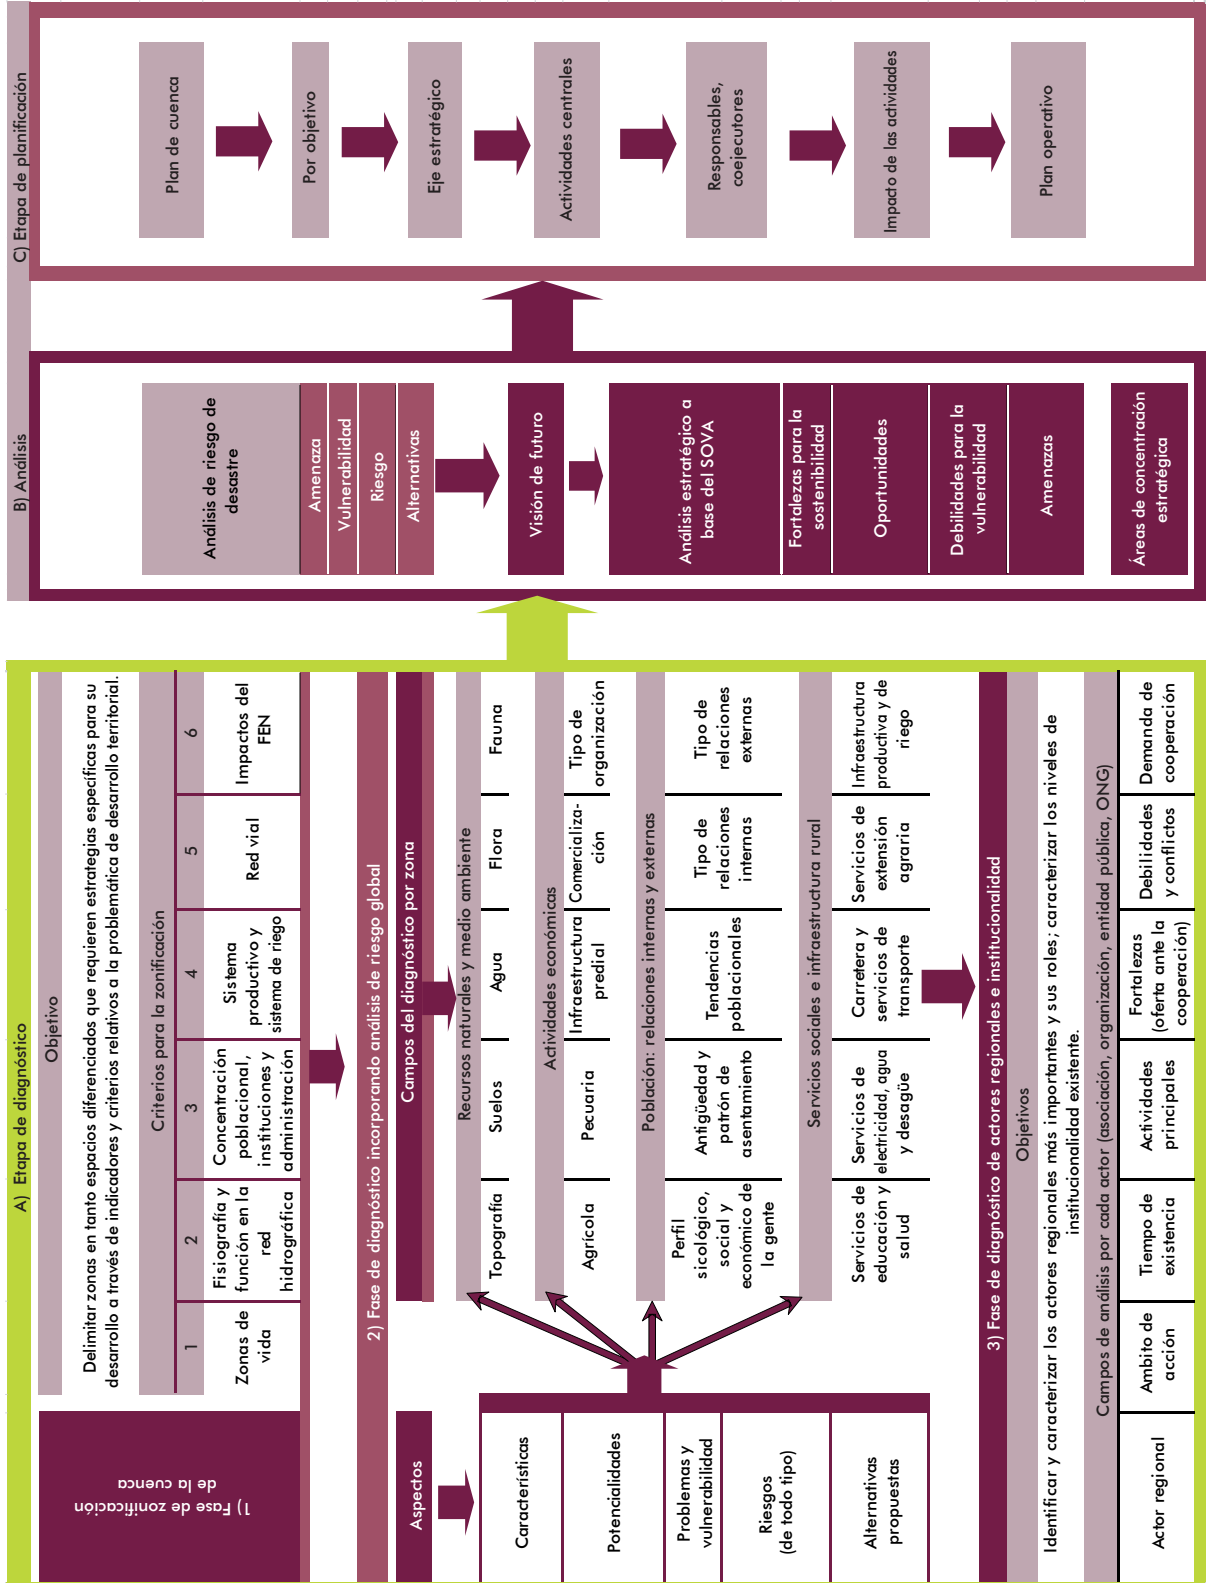 A) Etapa de diagnóstico
1) Fase de zonificación
de la cuenca
Objetivo
Delimitar zonas en tanto espacios diferenciados que requieren estrategias específicas para su
desarrollo a través de indicadores y criterios relativos a la problemática de desarrollo territorial.
Criterios para la zonificación
1
2
3
4
5
6
Zonas de
vida
Fisiografía y
función en la
red
hidrográfica
Concentración
poblacional,
instituciones y
administración
Sistema
productivo y
sistema de riego
Red vial
Impactos del
FEN
2) Fase de diagnóstico incorporando análisis de riesgo global
Aspectos
Características
Potencialidades
Problemas y
vulnerabilidad
Riesgos
(de todo tipo)
Alternativas
propuestas
Campos del diagnóstico por zona
Recursos naturales y medio ambiente
Topografía
Suelos
Agua
Flora
Fauna
Actividades económicas
Agrícola
Pecuaria
Infraestructura
predial
Comercializa-
ción
Tipo de
organización
Población: relaciones internas y externas
Perfil
sicológico,
social y
económico de
la gente
Antigüedad y
patrón de
asentamiento
Tendencias
poblacionales
Tipo de
relaciones
internas
Tipo de
relaciones
externas
Servicios sociales e infraestructura rural
Servicios de
educación y
salud
Servicios de
electricidad, agua
y desagüe
Carretera y
servicios de
transporte
Servicios de
extensión
agraria
Infraestructura
productiva y de
riego
3) Fase de diagnóstico de actores regionales e institucionalidad
Objetivos
Identificar y caracterizar los actores regionales más importantes y sus roles; caracterizar los niveles de
institucionalidad existente.
Campos de analisis por cada actor (asociación, organización, entidad pública, ONG)
Actor regional
Ambito de
acción
Tiempo de
existencia
Actividades
principales
Fortalezas
(oferta ante la
cooperación)
Debilidades
y conflictos
Demanda de
cooperación
B) Análisis
Análisis de riesgo de
desastre
Amenaza
Vulnerabilidad
Riesgo
Alternativas
Visión de futuro
Análisis estratégico a
base del SOVA
Fortalezas para la
sostenibilidad
Oportunidades
Debilidades para la
vulnerabilidad
Amenazas
Áreas de concentración
estratégica
C) Etapa de planificación
Plan de cuenca
Por objetivo
Eje estratégico
Actividades centrales
Responsables,
coejecutores
Impacto de las actividades
Plan operativo